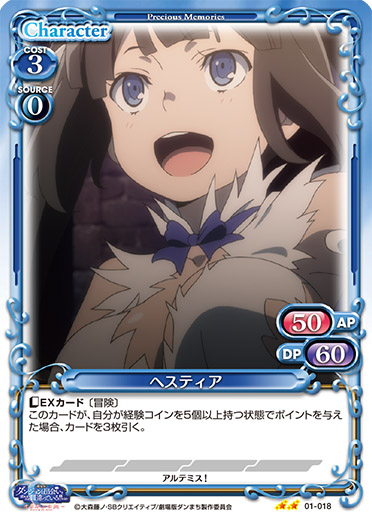 Precious Memories
Character
COST
3
SOURCE
0
50 AP
DP 60
ヘスティア
EXカード〔冒険〕
このカードが、自分が経験コインを5個以上持つ状態でポイントを与え
た場合、カードを3枚引く。
アルテミス！
©大森藤ノ・SBクリエイティブ/劇場版ダンまち製作委員会
01-018